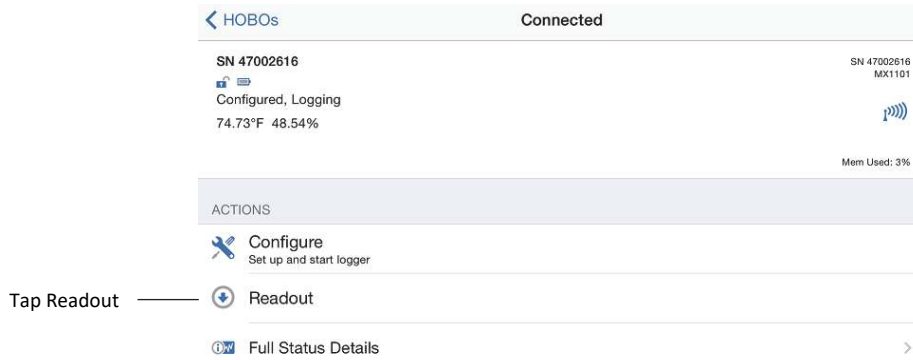 HOBOs
Connected
SN 47002616
SN 47002616
MX1101
Configured, Logging
74.73°F 48.54%
Mem Used: 3%
ACTIONS
Configure
Set up and start logger
Tap Readout
Readout
Full Status Details